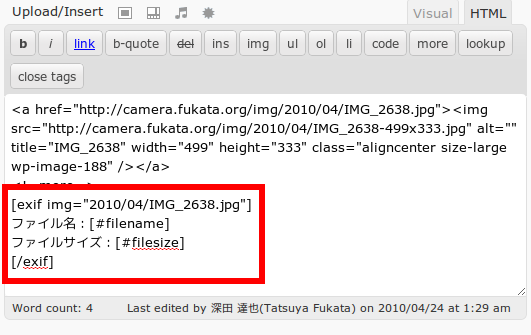 Upload/Insert
Visual
HTML
b
i
link
b-quote
del
ins
img
ul
ol
li
code
more
lookup
close tags
<a href="http://camera.fukata.org/img/2010/04/IMG_2638.jpg"><img
src="http://camera.fukata.org/img/2010/04/IMG_2638-499x333.jpg" alt=""
title="IMG_2638" width="499" height="333" class="aligncenter size-large
wp-image-188" /></a>
<!--more-->
[exif img="2010/04/IMG_2638.jpg"]
ファイル名：[#filename]
ファイルサイズ：[#filesize]
[/exif]
Word count: 4
Last edited by 深田 達也(Tatsuya Fukata) on 2010/04/24 at 1:29 am